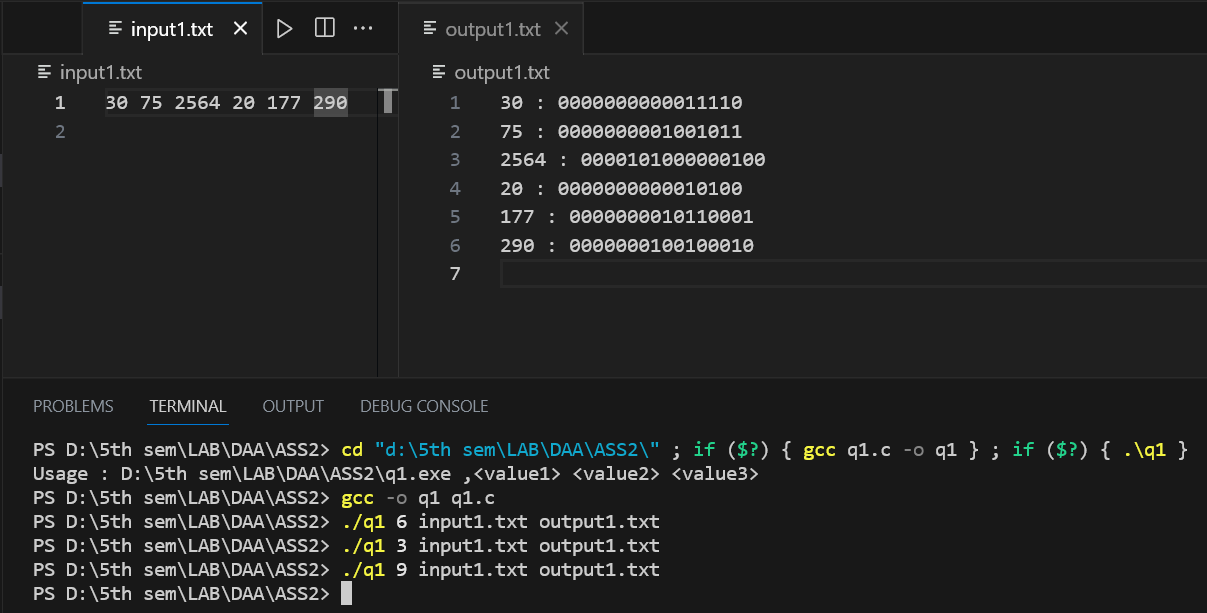 input1.txt
output1.txt
input1.txt
1 30 75 2564 20 177 290
2
output1.txt
1 30 : 0000000000011110
2 75 : 0000000001001011
3 2564 : 0000101000000100
4 20 : 0000000000010100
5 177 : 0000000010110001
6 290 : 0000000100100010
7
PROBLEMS TERMINAL OUTPUT DEBUG CONSOLE
PS D:\5th sem\LAB\DAA\ASS2> cd "d:\5th sem\LAB\DAA\ASS2\" ; if ($?) { gcc q1.c -o q1 } ; if ($?) { .\q1 }
Usage : D:\5th sem\LAB\DAA\ASS2\q1.exe ,<value1> <value2> <value3>
PS D:\5th sem\LAB\DAA\ASS2> gcc -o q1 q1.c
PS D:\5th sem\LAB\DAA\ASS2> ./q1 6 input1.txt output1.txt
PS D:\5th sem\LAB\DAA\ASS2> ./q1 3 input1.txt output1.txt
PS D:\5th sem\LAB\DAA\ASS2> ./q1 9 input1.txt output1.txt
PS D:\5th sem\LAB\DAA\ASS2>